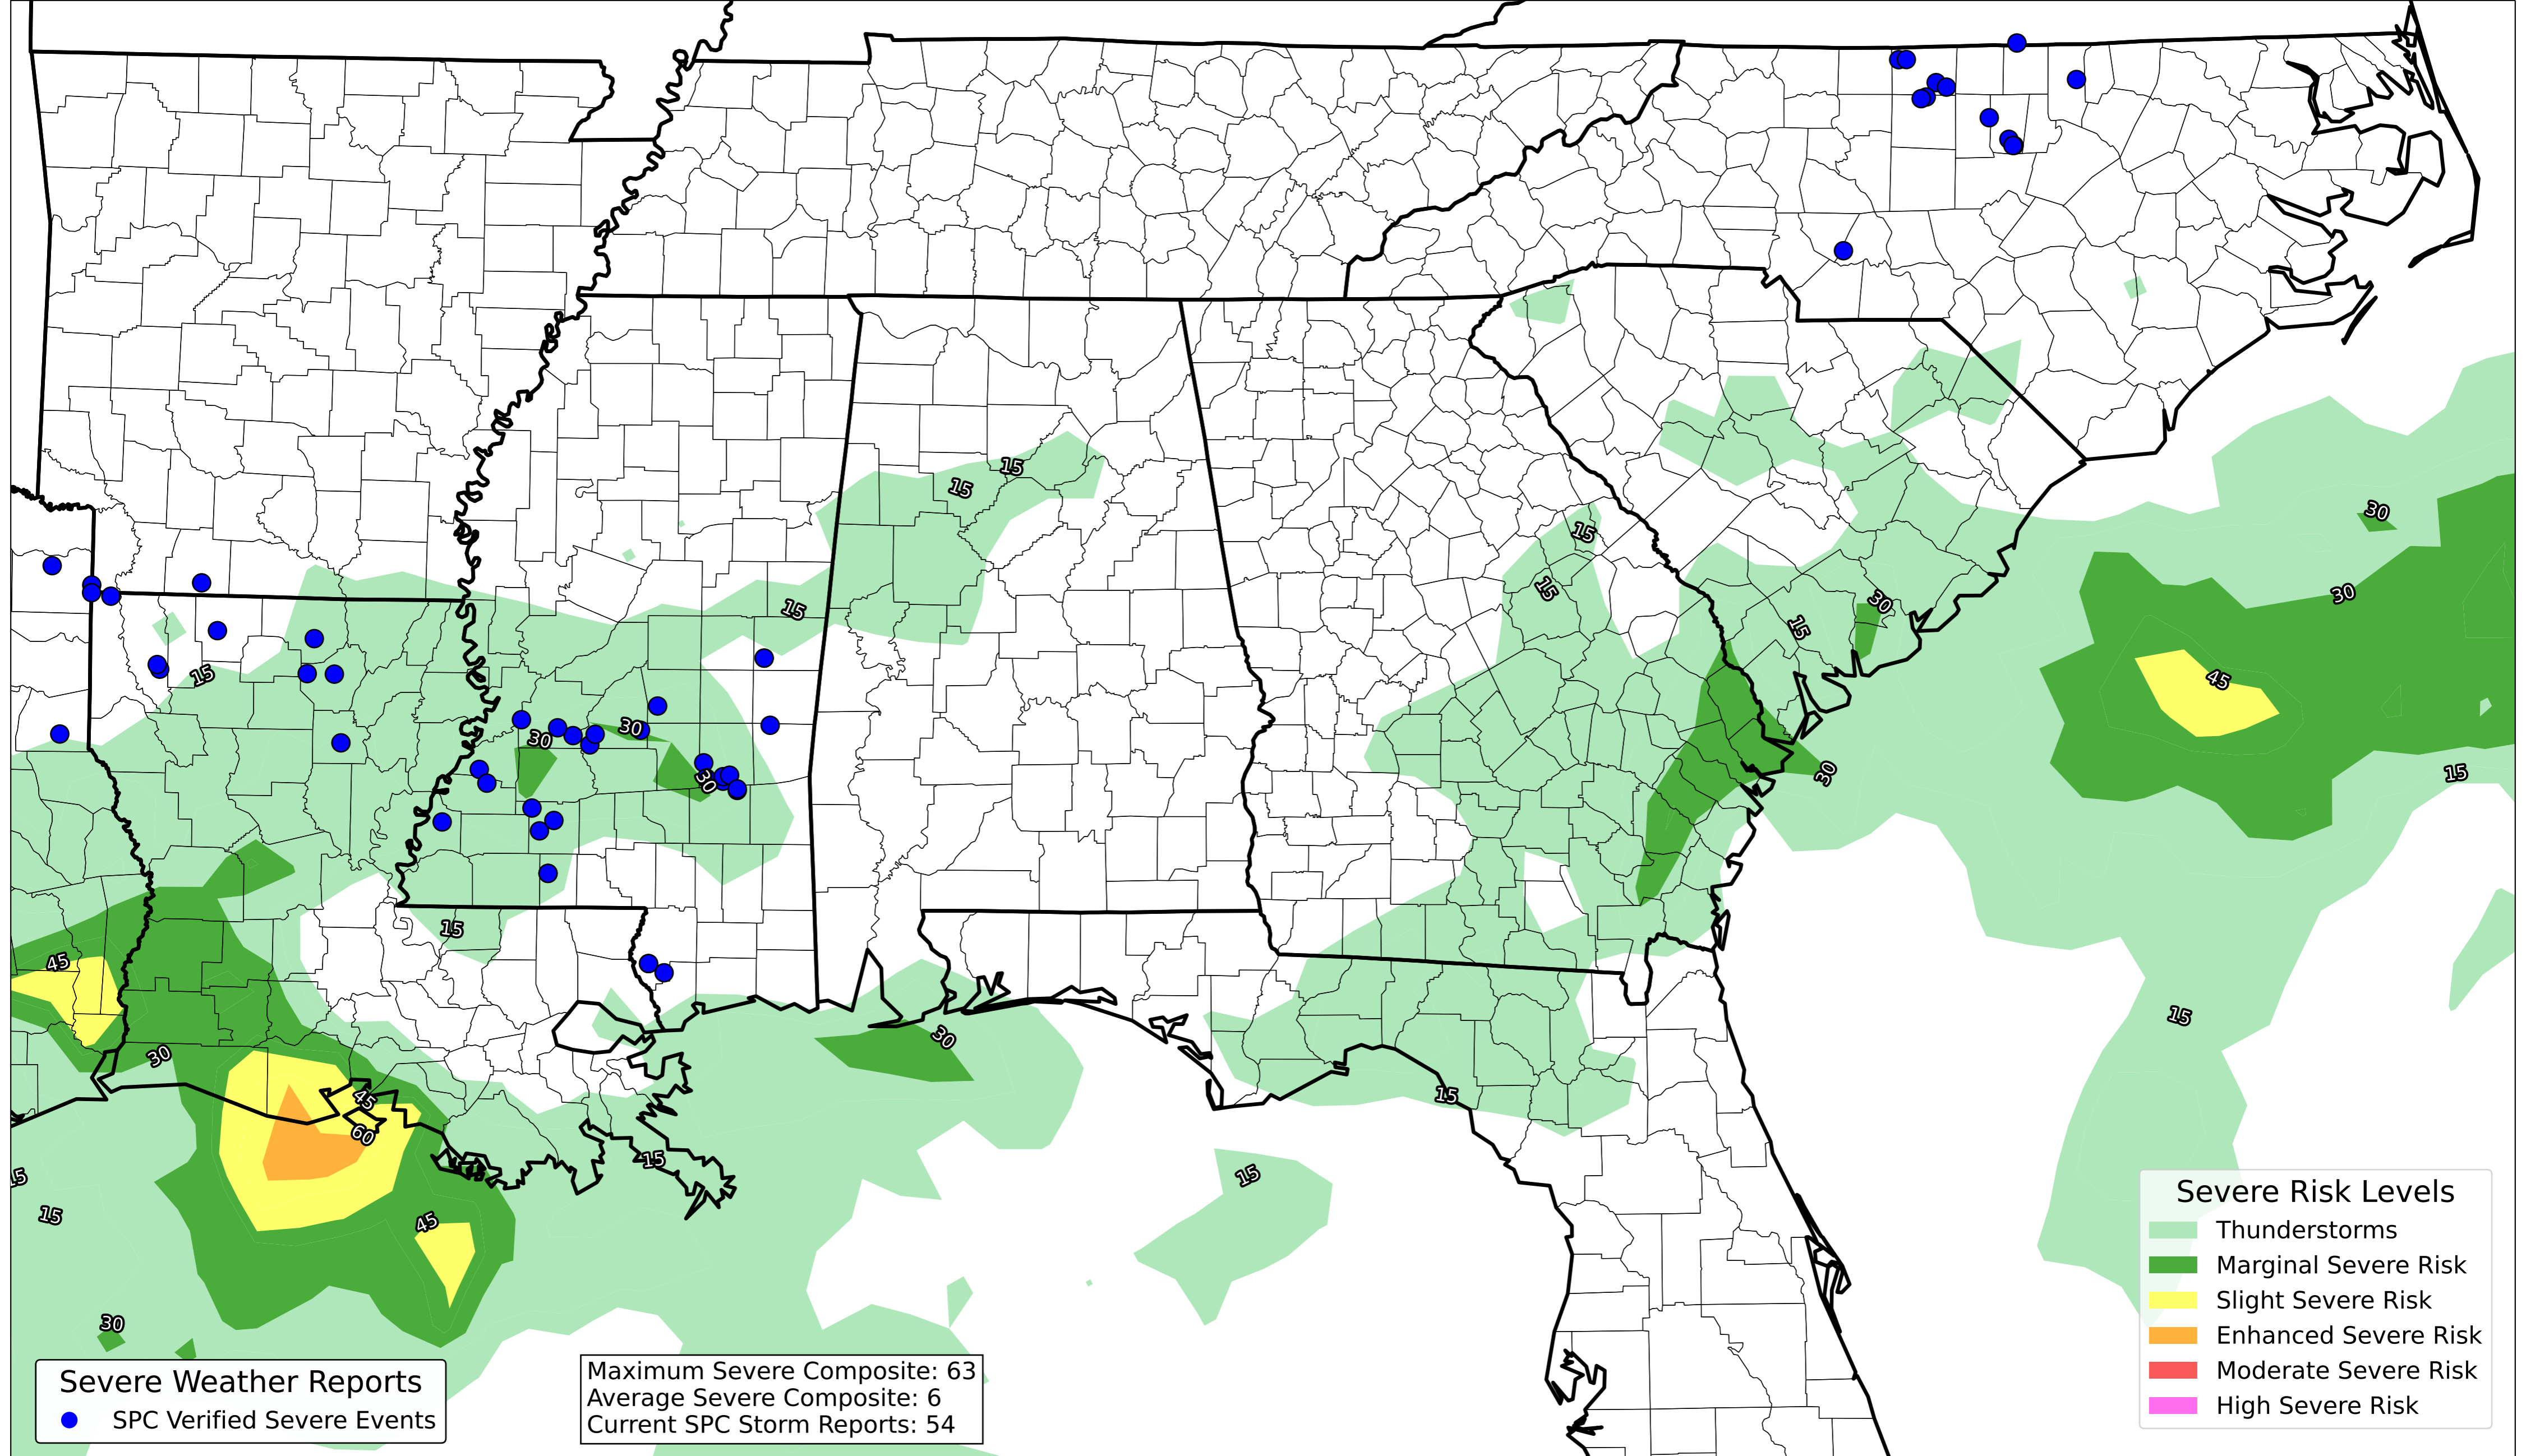 15
15
15
15
15
30
15
30
15
30
30
30
30
45
30
15
15
45
30
30
15
45
60
15
15
15
15
15
45
30
Severe Risk Levels
Thunderstorms
Marginal Severe Risk
Slight Severe Risk
Enhanced Severe Risk
Moderate Severe Risk
High Severe Risk
Severe Weather Reports
SPC Verified Severe Events
Maximum Severe Composite: 63
Average Severe Composite: 6
Current SPC Storm Reports: 54